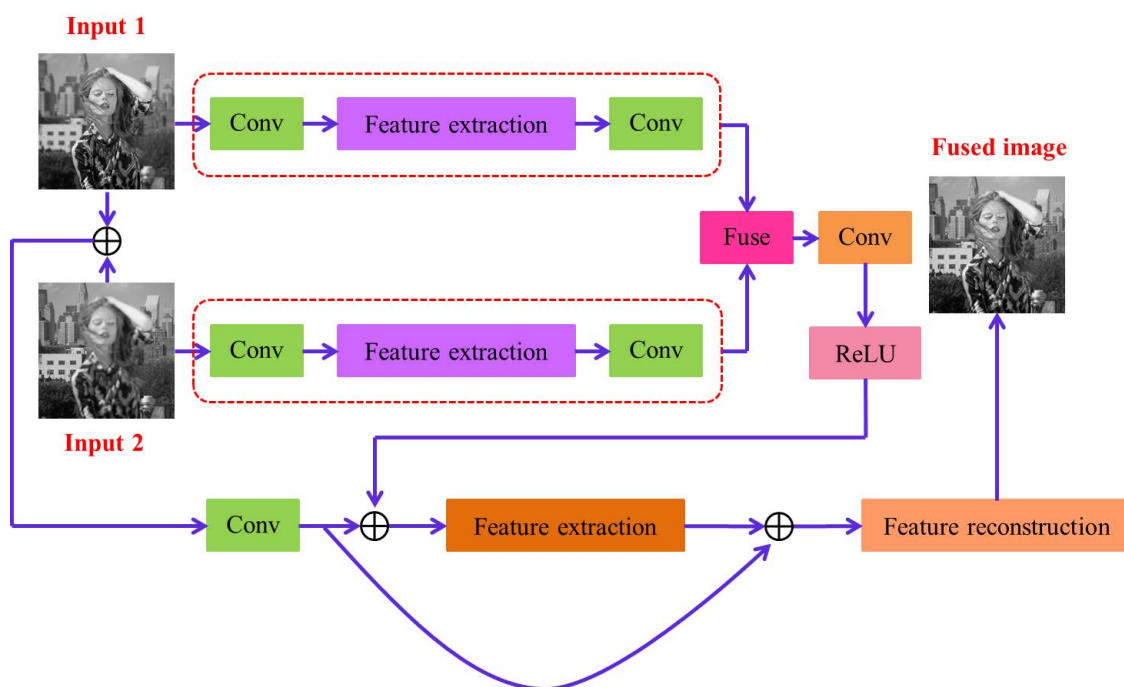 Input 1
Conv
Feature extraction
Conv
Fused image
Fuse
Conv
Conv
Feature extraction
Conv
ReLU
Input 2
Conv
Feature extraction
Feature reconstruction